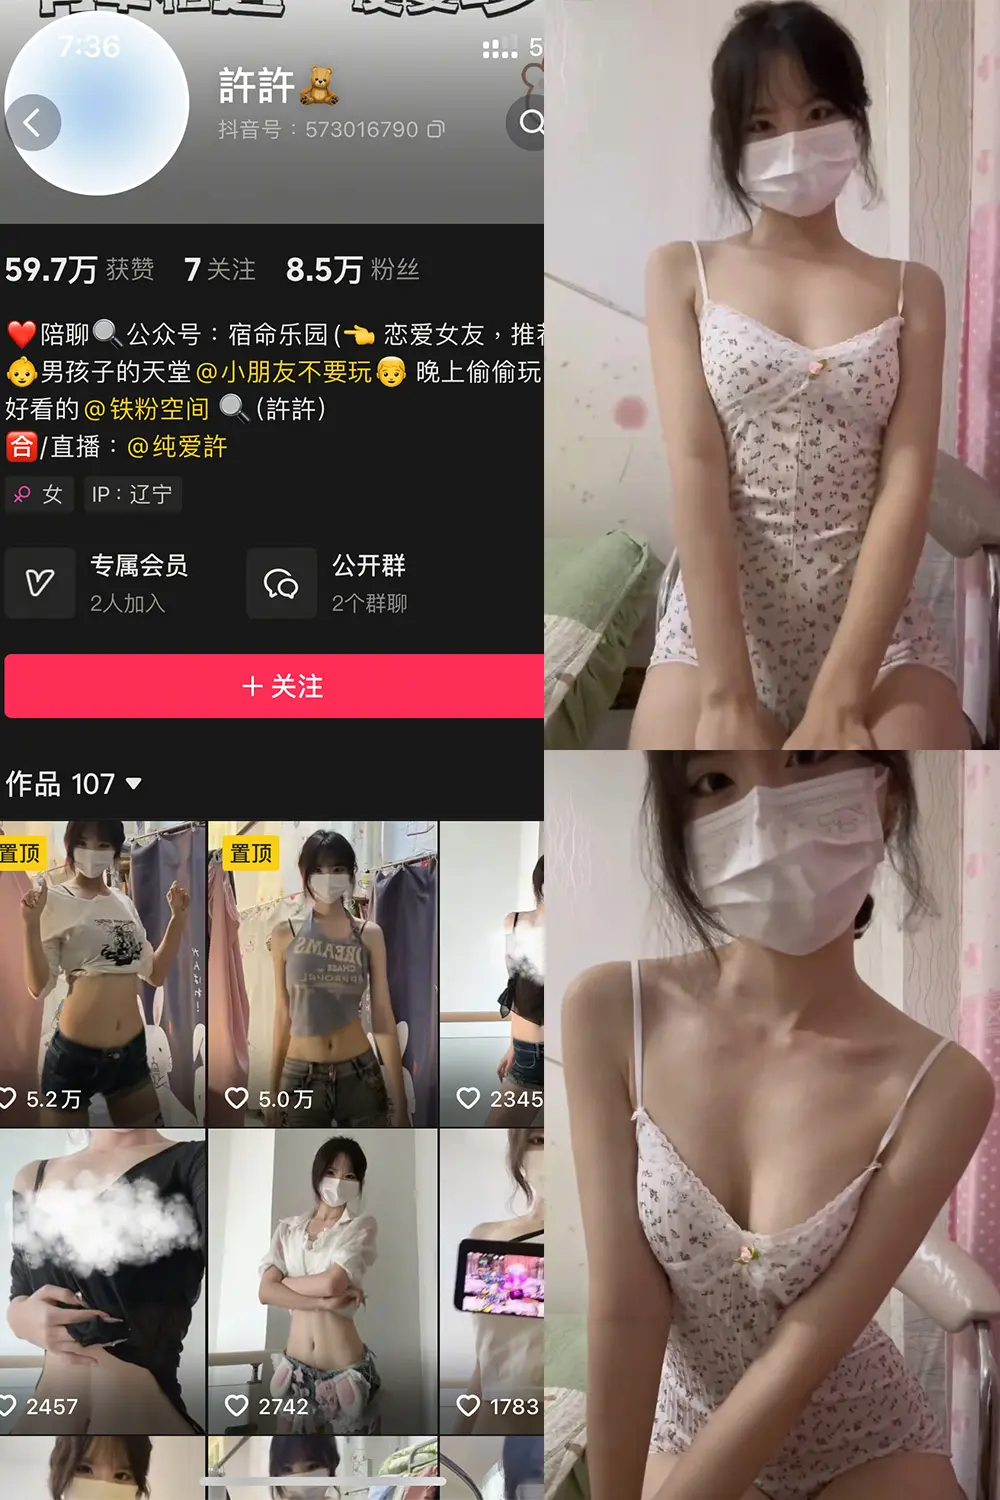 7:36
5
許許
抖音号：573016790
59.7万 获赞 7 关注 8.5万 粉丝
陪聊 公众号：宿命乐园（ 恋爱女友，推荐
男孩子的天堂@小朋友不要玩 晚上偷偷玩
好看的@铁粉空间 （許許）
合/直播：@纯爱許
女 IP：辽宁
专属会员 公开群
2人加入 2个群聊
+ 关注
作品 107
置顶 置顶
DREAMS
CHASE
APPROVAL
5.2万 5.0万 2345
2457 2742 1783